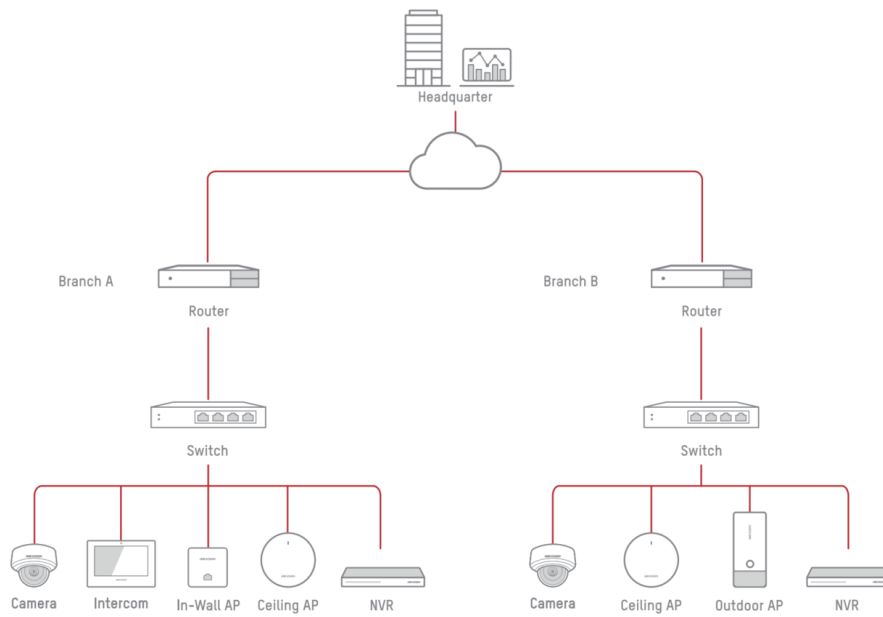 Headquarter
Branch A
Router
Branch B
Router
Switch
Switch
Camera
Intercom
In-Wall AP
Ceiling AP
NVR
Camera
Ceiling AP
Outdoor AP
NVR